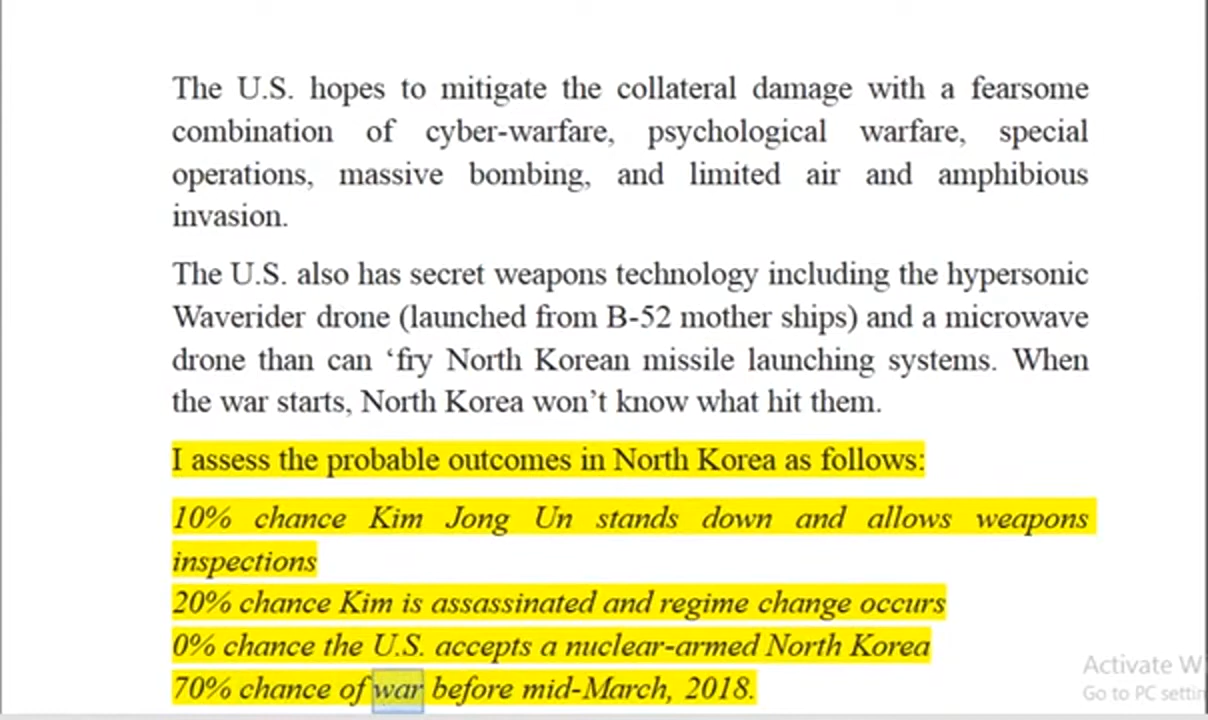 The U.S. hopes to mitigate the collateral damage with a fearsome
combination of cyber-warfare, psychological warfare, special
operations, massive bombing, and limited air and amphibious
invasion.
The U.S. also has secret weapons technology including the hypersonic
Waverider drone (launched from B-52 mother ships) and a microwave
drone than can ‘fry North Korean missile launching systems. When
the war starts, North Korea won’t know what hit them.
I assess the probable outcomes in North Korea as follows:
10% chance Kim Jong Un stands down and allows weapons
inspections
20% chance Kim is assassinated and regime change occurs
0% chance the U.S. accepts a nuclear-armed North Korea
70% chance of war before mid-March, 2018.
Activate W
Go to PC settin